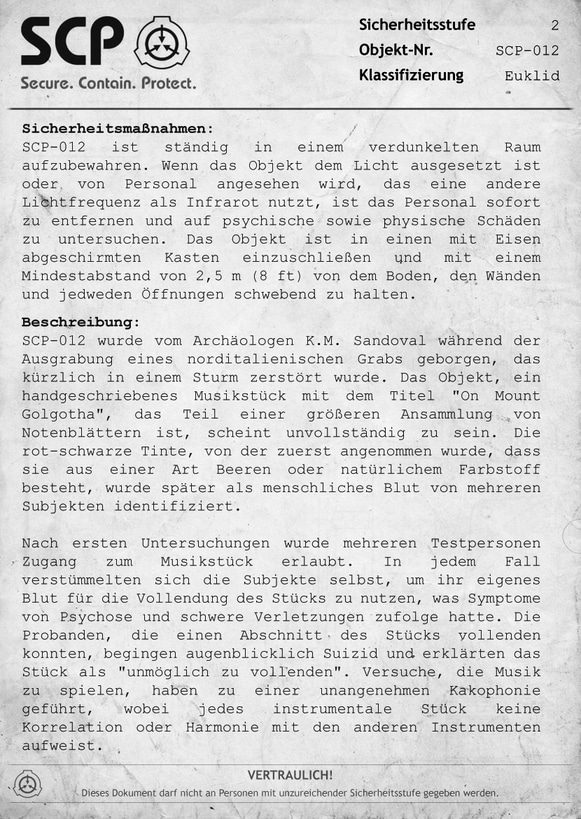 SCP
Secure. Contain. Protect.
Sicherheitsstufe 2
Objekt-Nr. SCP-012
Klassifizierung Euklid
Sicherheitsmaßnahmen:
SCP-012 ist ständig in einem verdunkelten Raum
aufzubewahren. Wenn das Objekt dem Licht ausgesetzt ist
oder von Personal angesehen wird, das eine andere
Lichtfrequenz als Infrarot nutzt, ist das Personal sofort
zu entfernen und auf psychische sowie physische Schäden
zu untersuchen. Das Objekt ist in einen mit Eisen
abgeschirmten Kasten einzuschließen und mit einem
Mindestabstand von 2,5 m (8 ft) von dem Boden, den Wänden
und jedweden Öffnungen schwebend zu halten.
Beschreibung:
SCP-012 wurde vom Archäologen K.M. Sandoval während der
Ausgrabung eines norditalienischen Grabs geborgen, das
kürzlich in einem Sturm zerstört wurde. Das Objekt, ein
handgeschriebenes Musikstück mit dem Titel "On Mount
Golgotha", das Teil einer größeren Ansammlung von
Notenblättern ist, scheint unvollständig zu sein. Die
rot-schwarze Tinte, von der zuerst angenommen wurde, dass
sie aus einer Art Beeren oder natürlichem Farbstoff
besteht, wurde später als menschliches Blut von mehreren
Subjekten identifiziert.
Nach ersten Untersuchungen wurde mehreren Testpersonen
Zugang zum Musikstück erlaubt. In jedem Fall
verstümmelten sich die Subjekte selbst, um ihr eigenes
Blut für die Vollendung des Stücks zu nutzen, was Symptome
von Psychose und schwere Verletzungen zufolge hatte. Die
Probanden, die einen Abschnitt des Stücks vollenden
konnten, begingen augenblicklich Suizid und erklärten das
Stück als "unmöglich zu vollenden". Versuche, die Musik
zu spielen, haben zu einer unangenehmen Kakophonie
geführt, wobei jedes instrumentale Stück keine
Korrelation oder Harmonie mit den anderen Instrumenten
aufweist.
VERTRAULICH!
Dieses Dokument darf nicht an Personen mit unzureichender Sicherheitsstufe gegeben werden.